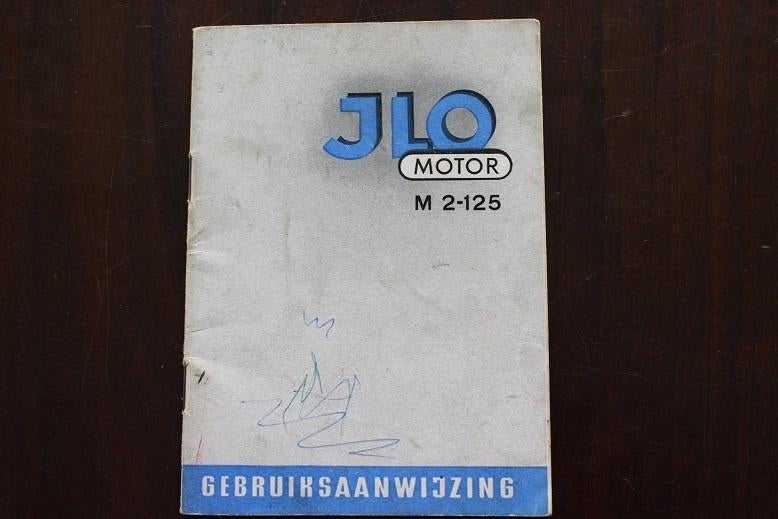 JLO
MOTOR
M 2-125
GEBRUIKSAANWIJZING